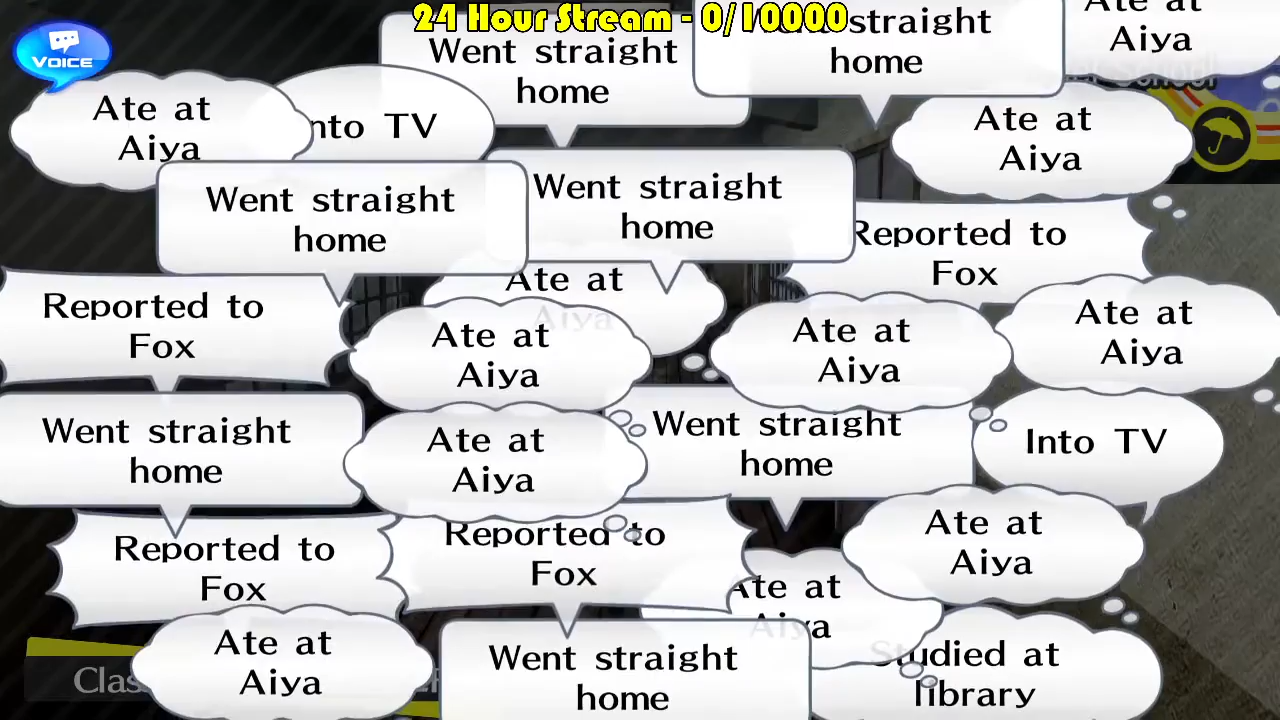 24 Hour Stream - 0/10000
VOICE
Went straight
home
straight
home
Ate at
Aiya
Ate at
Aiya
Into TV
Ate at
Aiya
Went straight
home
Went straight
home
Reported to
Fox
Ate at
Aiya
Reported to
Fox
Ate at
Aiya
Ate at
Aiya
Ate at
Aiya
Went straight
home
Ate at
Aiya
Went straight
home
Into TV
Reported to
Fox
Reported to
Fox
Ate at
Aiya
Ate at
Aiya
Ate at
Aiya
Went straight
home
Studied at
library